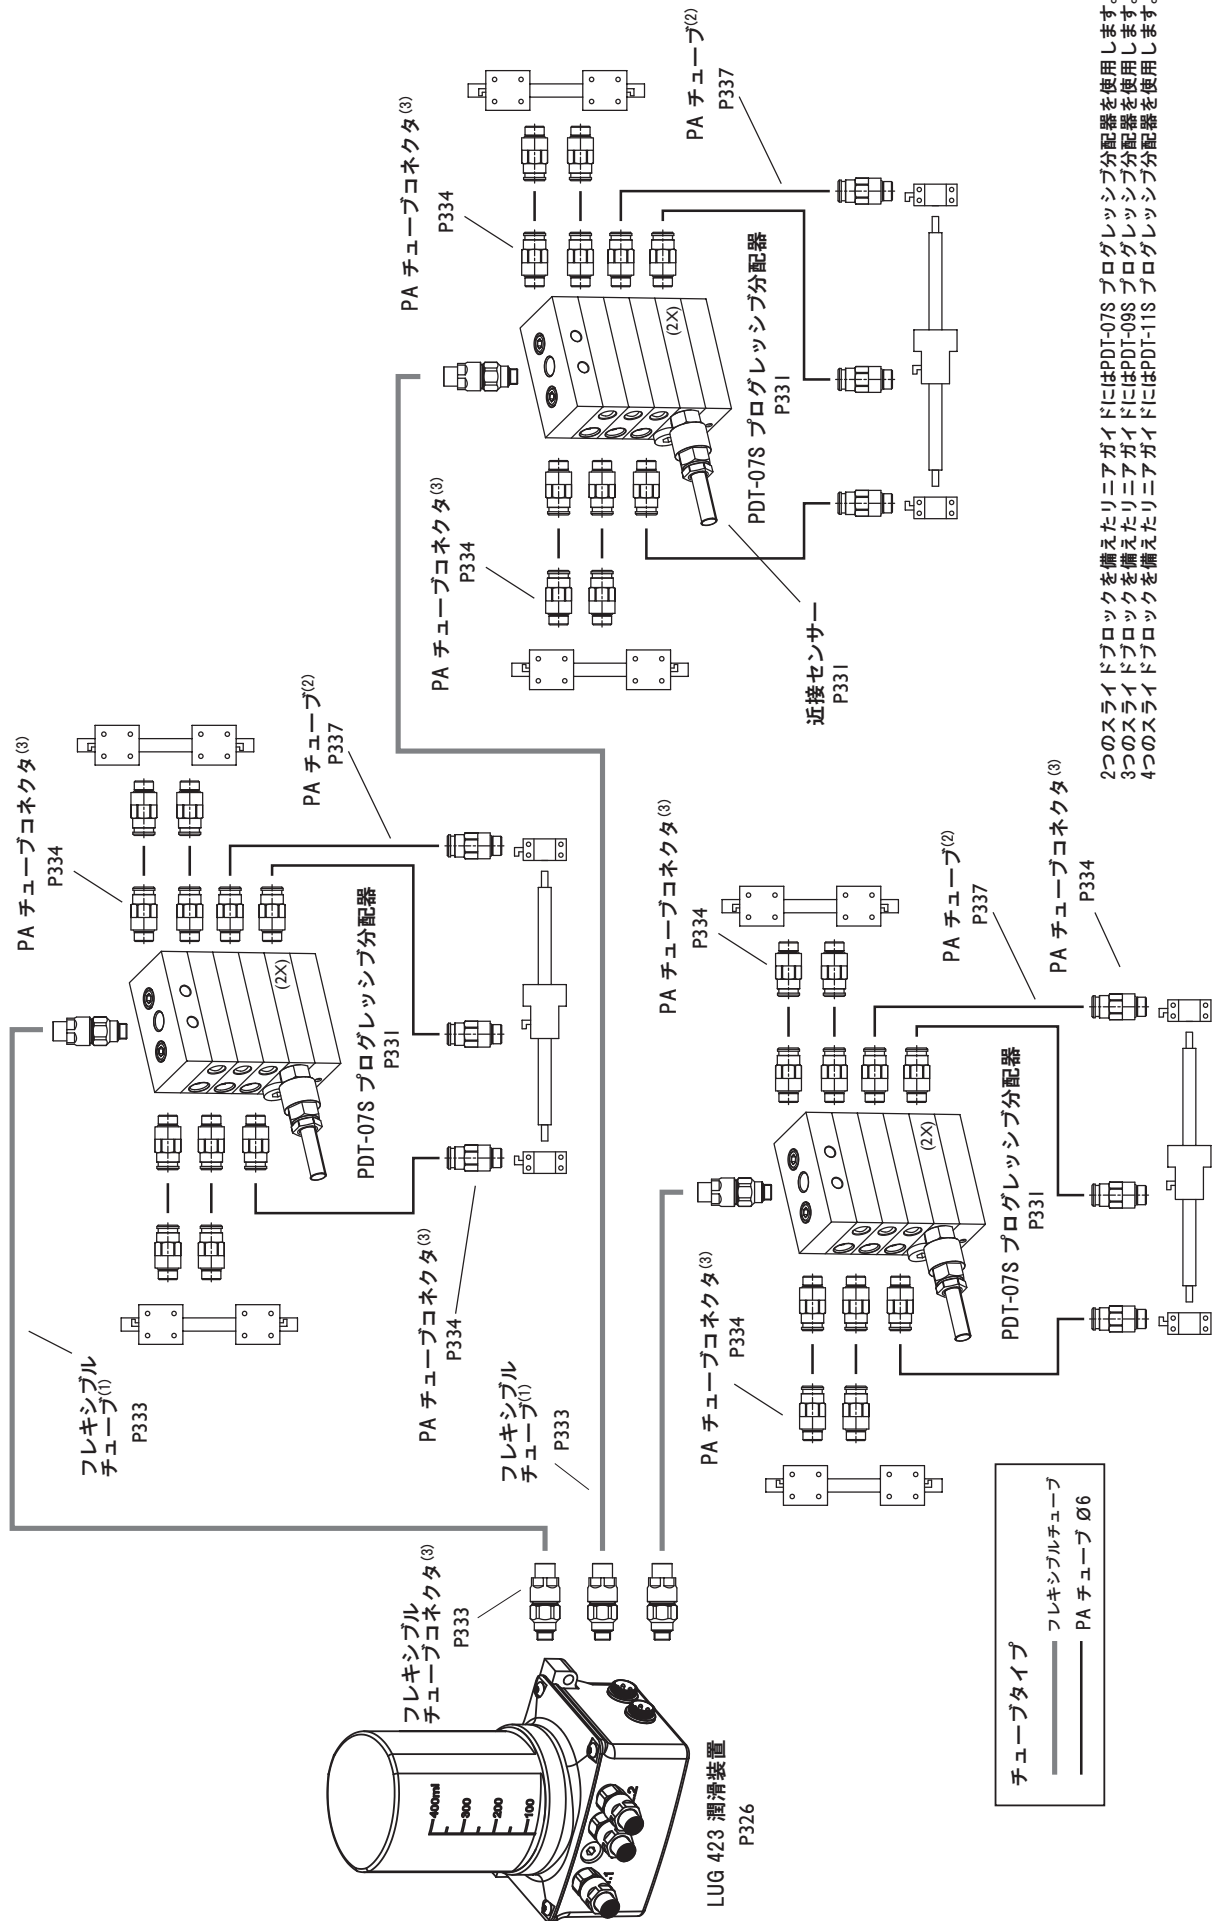 PA チューブコネクタ(3)
P334
フレキシブル
チューブ(1)
P333
(2X)
PDT-07S プログレッシブ分配器
P331
PA チューブ(2)
P337
PA チューブコネクタ(3)
P334
PA チューブコネクタ(3)
P334
PA チューブコネクタ(3)
P334
(2X)
PDT-07S プログレッシブ分配器
P331
近接センサー
P331
PA チューブ(2)
P337
フレキシブル
チューブコネクタ(3)
P333
400ml
300
200
100
LUG 423 潤滑装置
P326
フレキシブル
チューブ(1)
P333
PA チューブコネクタ(3)
P334
PA チューブコネクタ(3)
P334
(2X)
PDT-07S プログレッシブ分配器
P331
PA チューブ(2)
P337
PA チューブコネクタ(3)
P334
チューブタイプ
フレキシブルチューブ
PA チューブ Ø6
2つのスライドブロックを備えたリニアガイドにはPDT-07S プログレッシブ分配器を使用します。
3つのスライドブロックを備えたリニアガイドにはPDT-09S プログレッシブ分配器を使用します。
4つのスライドブロックを備えたリニアガイドにはPDT-11S プログレッシブ分配器を使用します。